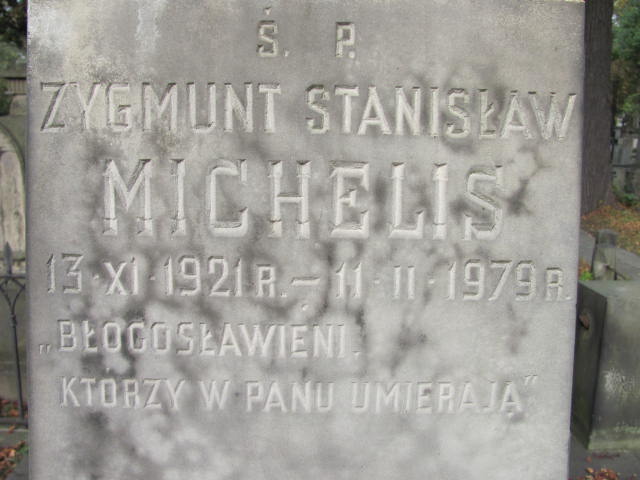 Ś. P.
ZYGMUNT STANISŁAW
MICHELIS
13·XI·1921 R.–11·II·1979 R.
„BŁOGOSŁAWIENI,
KTÓRZY W PANU UMIERAJĄ"